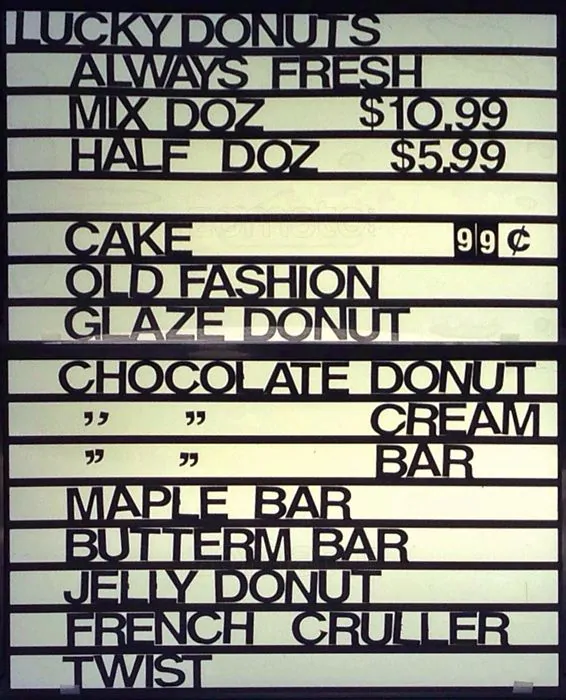 LUCKY DONUTS
ALWAYS FRESH
MIX DOZ $10.99
HALF DOZ $5.99
CAKE 99¢
OLD FASHION
GLAZE DONUT
CHOCOLATE DONUT
” ” CREAM
” ” BAR
MAPLE BAR
BUTTERM BAR
JELLY DONUT
FRENCH CRULLER
TWIST